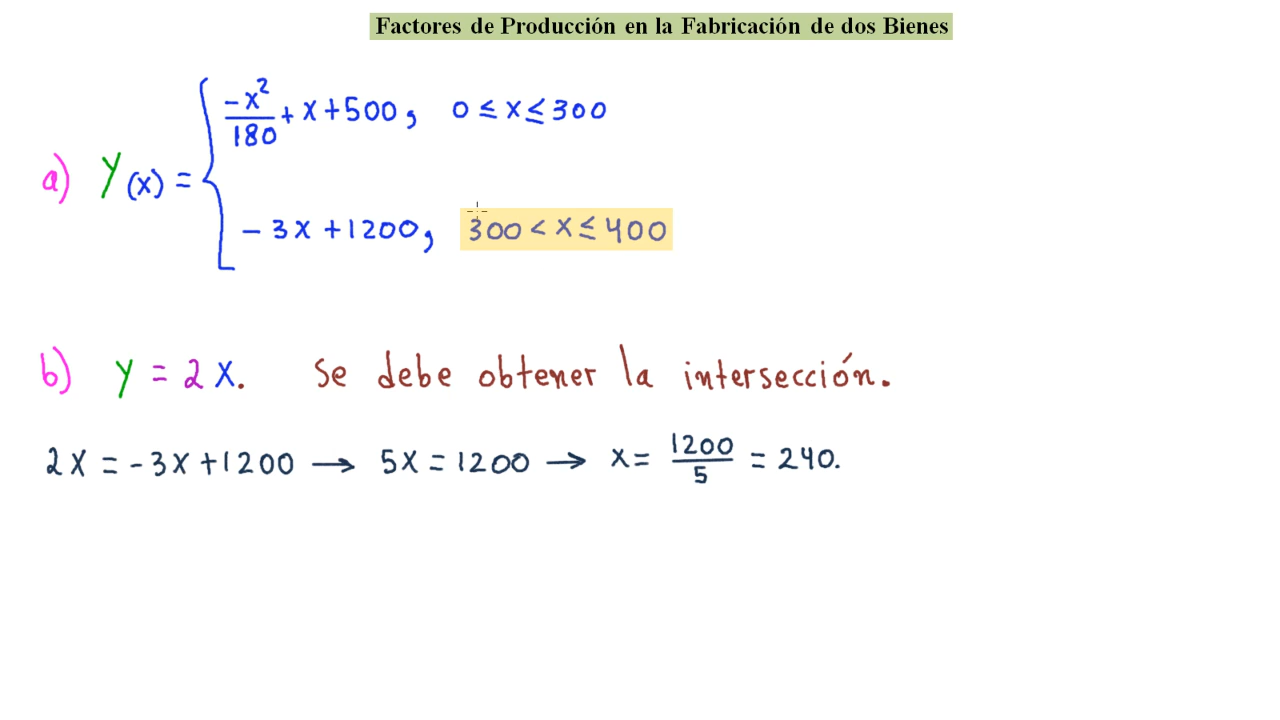 Factores de Producción en la Fabricación de dos Bienes
-x²/180 + x + 500, 0 ≤ x ≤ 300
a) Y(x) =
- 3x + 1200, 300 < x ≤ 400
b) y = 2x. Se debe obtener la intersección.
2x = -3x + 1200 → 5x = 1200 → x = 1200/5 = 240.